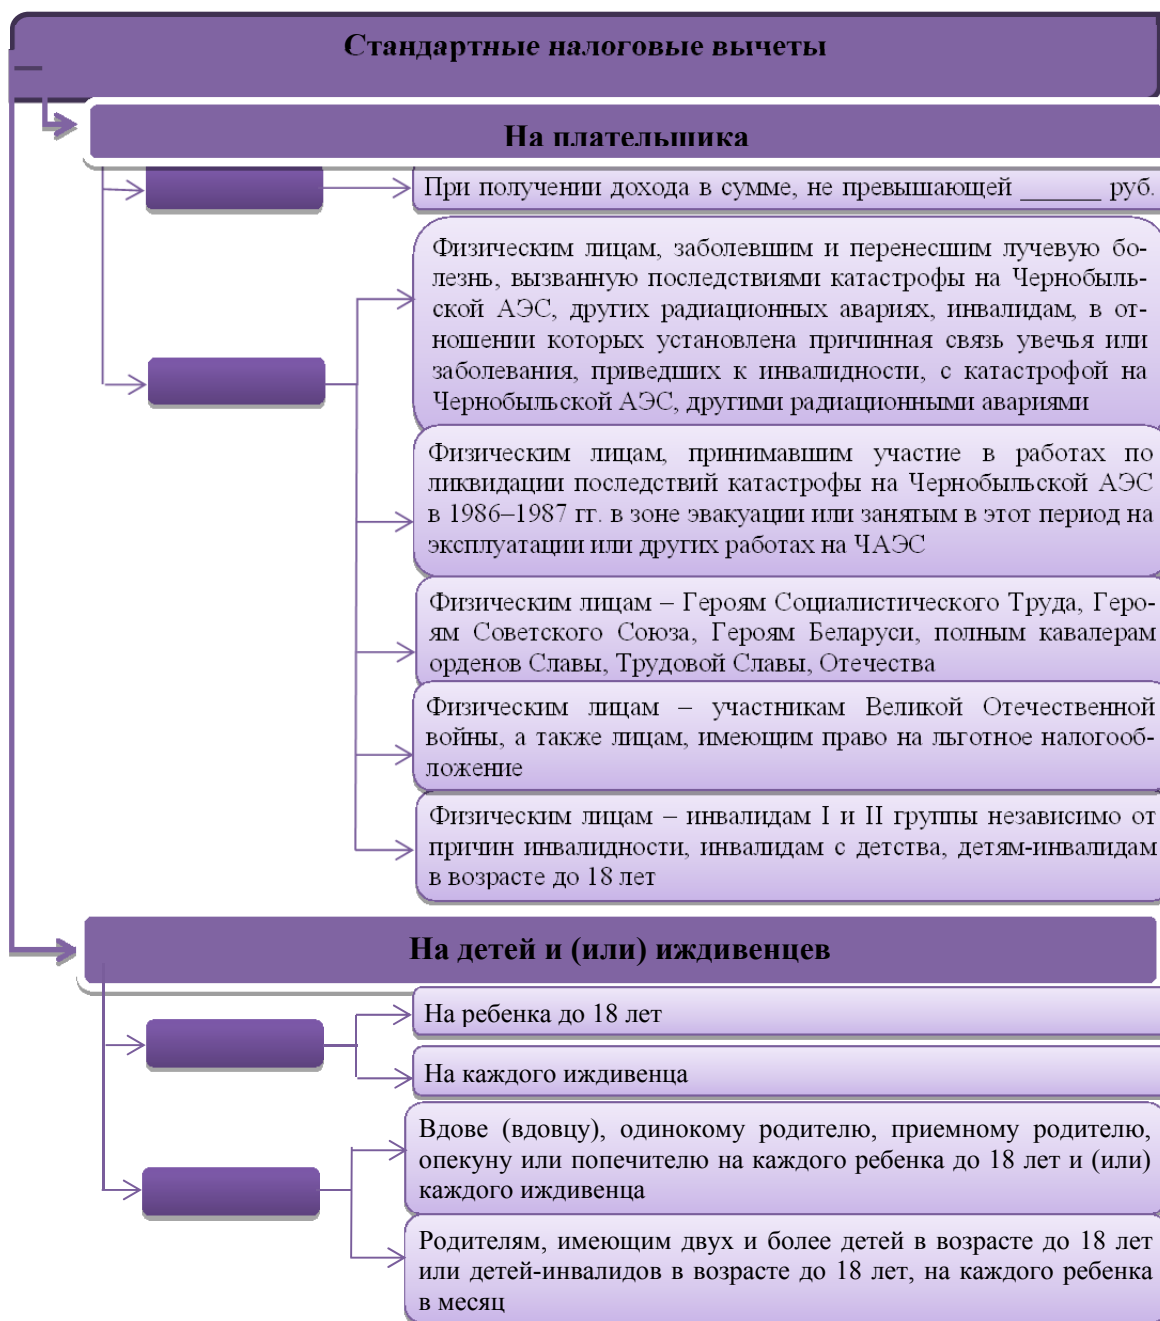 Стандартные налоговые вычеты
На плательщика
При получении дохода в сумме, не превышающей ______ руб.
Физическим лицам, заболевшим и перенесшим лучевую бо-
лезнь, вызванную последствиями катастрофы на Чернобыль-
ской АЭС, других радиационных авариях, инвалидам, в от-
ношении которых установлена причинная связь увечья или
заболевания, приведших к инвалидности, с катастрофой на
Чернобыльской АЭС, другими радиационными авариями
Физическим лицам, принимавшим участие в работах по
ликвидации последствий катастрофы на Чернобыльской АЭС
в 1986–1987 гг. в зоне эвакуации или занятым в этот период на
эксплуатации или других работах на ЧАЭС
Физическим лицам – Героям Социалистического Труда, Геро-
ям Советского Союза, Героям Беларуси, полным кавалерам
орденов Славы, Трудовой Славы, Отечества
Физическим лицам – участникам Великой Отечественной
войны, а также лицам, имеющим право на льготное налогооб-
ложение
Физическим лицам – инвалидам I и II группы независимо от
причин инвалидности, инвалидам с детства, детям-инвалидам
в возрасте до 18 лет
На детей и (или) иждивенцев
На ребенка до 18 лет
На каждого иждивенца
Вдове (вдовцу), одинокому родителю, приемному родителю,
опекуну или попечителю на каждого ребенка до 18 лет и (или)
каждого иждивенца
Родителям, имеющим двух и более детей в возрасте до 18 лет
или детей-инвалидов в возрасте до 18 лет, на каждого ребенка
в месяц